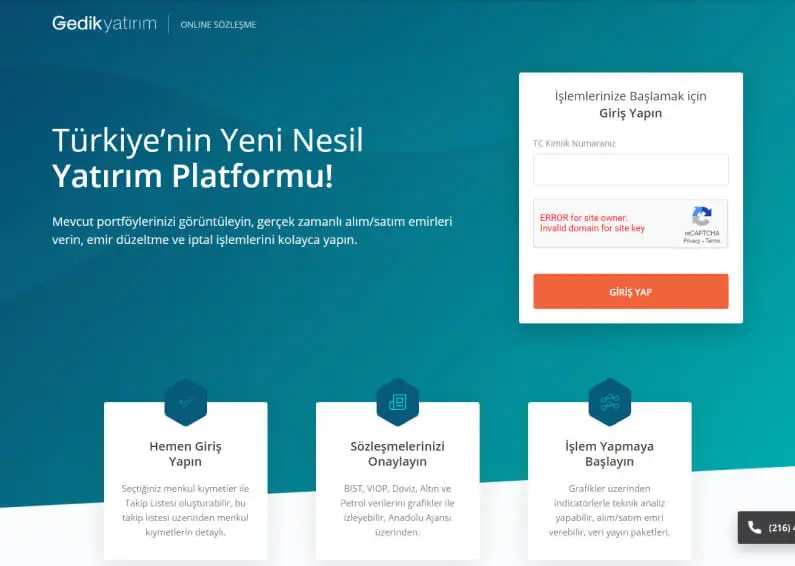 Gedik yatırım
ONLINE SÖZLEŞME
Türkiye’nin Yeni Nesil
Yatırım Platformu!
Mevcut portföylerinizi görüntüleyin, gerçek zamanlı alım/satım emirleri
verin, emir düzeltme ve iptal işlemlerini kolayca yapın.
İşlemlerinize Başlamak için
Giriş Yapın
TC Kimlik Numaranız
ERROR for site owner:
Invalid domain for site key
reCAPTCHA
Privacy - Terms
GİRİŞ YAP
Hemen Giriş
Yapın
Seçtiğiniz menkul kıymetler ile
Takip Listesi oluşturabilir, bu
takip listesi üzerinden menkul
kıymetlerin detaylı.
Sözleşmelerinizi
Onaylayın
BIST, VIOP, Döviz, Altın ve
Petrol verilerini grafikler ile
izleyebilir, Anadolu Ajansı
üzerinden.
İşlem Yapmaya
Başlayın
Grafikler üzerinden
indicatörlerle teknik analiz
yapabilir, alım/satım emri
verebilir, veri yayın paketleri.
(216) 4